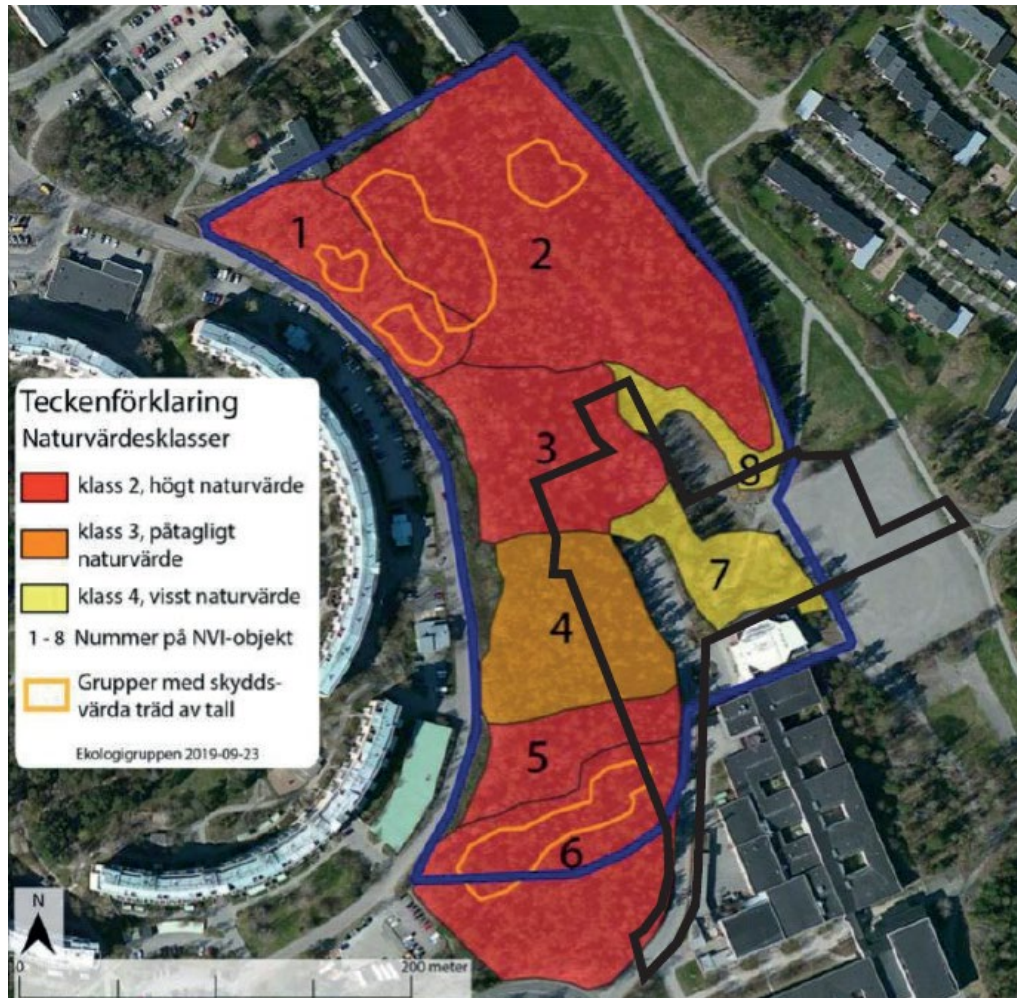 1
2
3
8
7
4
5
6
Teckenförklaring
Naturvärdesklasser
klass 2, högt naturvärde
klass 3, påtagligt
naturvärde
klass 4, visst naturvärde
1 - 8 Nummer på NVI-objekt
Grupper med skydds-
värda träd av tall
Ekologigruppen 2019-09-23
N
0
200 meter